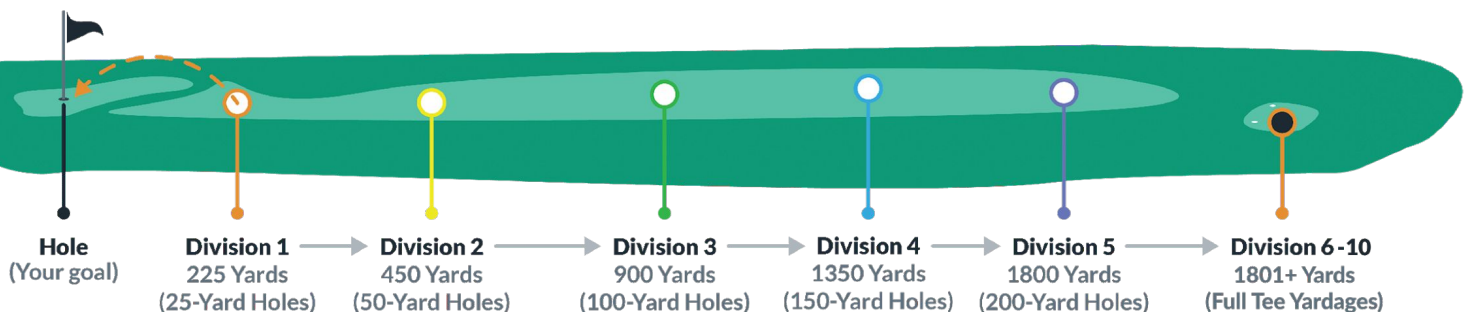 Hole
(Your goal)
Division 1
225 Yards
(25-Yard Holes)
Division 2
450 Yards
(50-Yard Holes)
Division 3
900 Yards
(100-Yard Holes)
Division 4
1350 Yards
(150-Yard Holes)
Division 5
1800 Yards
(200-Yard Holes)
Division 6-10
1801+ Yards
(Full Tee Yardages)